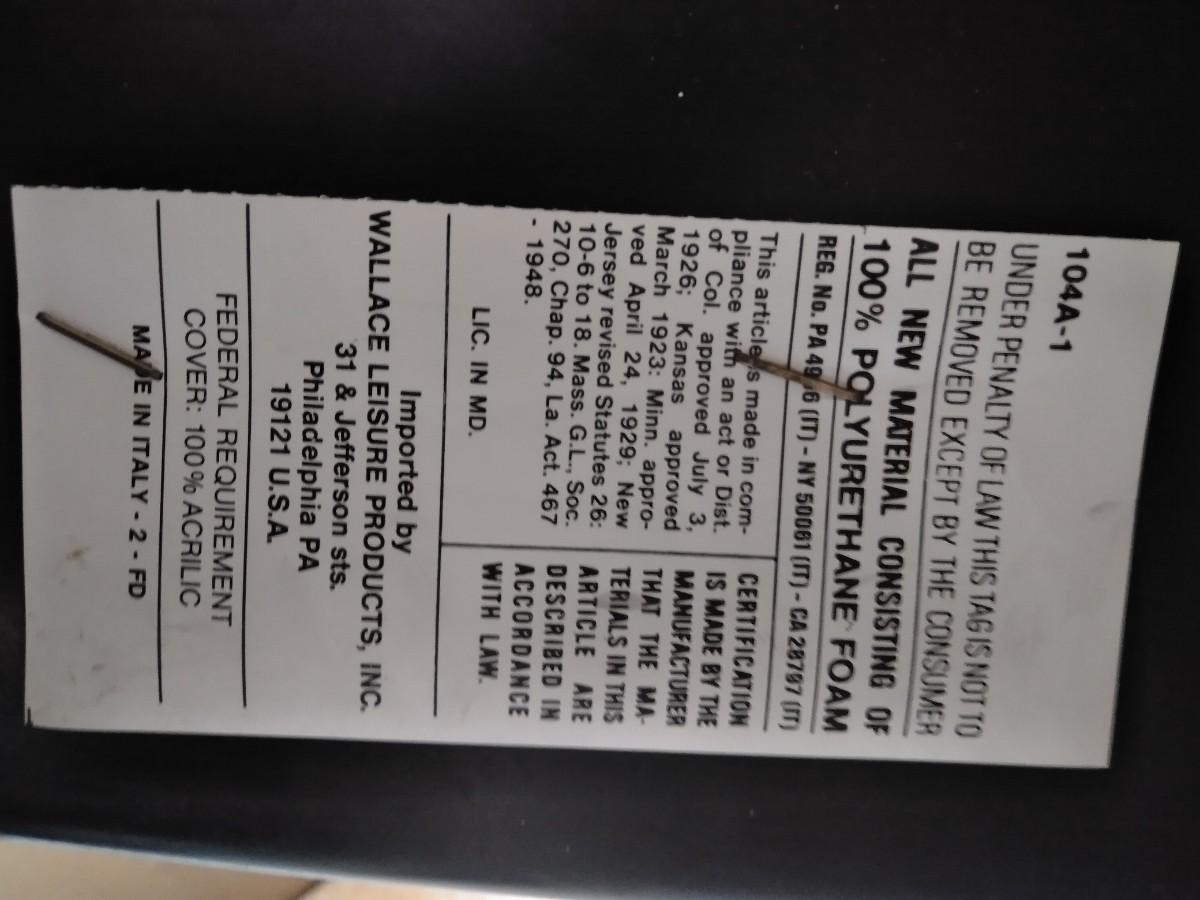 104A-1
UNDER PENALTY OF LAW THIS TAG IS NOT TO
BE REMOVED EXCEPT BY THE CONSUMER
ALL NEW MATERIAL CONSISTING OF
100% POLYURETHANE FOAM
REG. No. PA 49 6 (IT) - NY 50061 (IT) - CA 28797 (IT)
This article is made in com-
pliance with an act or Dist.
of Col. approved July 3,
1926; Kansas approved
March 1923: Minn. appro-
ved April 24, 1929; New
Jersey revised Statutes 26:
10-6 to 18. Mass. G.L., Soc.
270, Chap. 94, La. Act. 467
- 1948.
LIC. IN MD.
CERTIFICATION
IS MADE BY THE
MANUFACTURER
THAT THE MA-
TERIALS IN THIS
ARTICLE ARE
DESCRIBED IN
ACCORDANCE
WITH LAW.
Imported by
WALLACE LEISURE PRODUCTS, INC.
31 & Jefferson sts.
Philadelphia PA
19121 U.S.A.
FEDERAL REQUIREMENT
COVER: 100% ACRILIC
MADE IN ITALY - 2 - FD